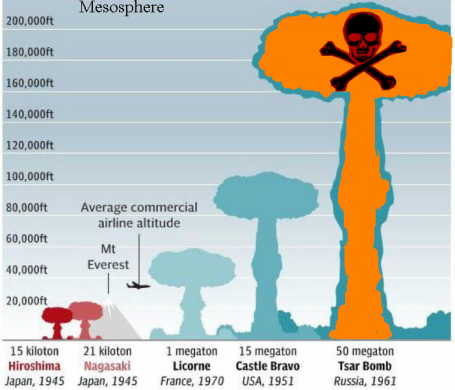 Mesosphere
200,000ft
180,000ft
160,000ft
140,000ft
120,000ft
100,000ft
80,000ft
Average commercial
airline altitude
60,000ft
Mt
Everest
40,000ft
20,000ft
15 kiloton
Hiroshima
Japan, 1945
21 kiloton
Nagasaki
Japan, 1945
1 megaton
Licorne
France, 1970
15 megaton
Castle Bravo
USA, 1951
50 megaton
Tsar Bomb
Russia, 1961